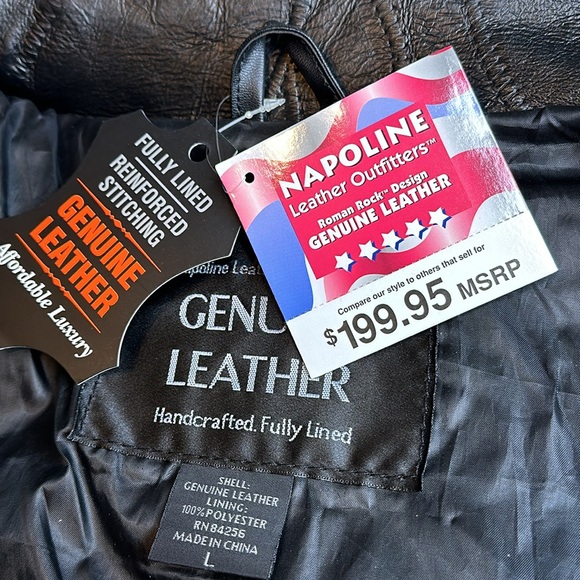 FULLY LINED
REINFORCED
STITCHING
GENUINE
LEATHER
Affordable Luxury
NAPOLINE
Leather Outfitters™
Roman Rock™ Design
GENUINE LEATHER
Compare our style to others that sell for
$199.95 MSRP
GENU
LEATHER
Handcrafted. Fully Lined
SHELL:
GENUINE LEATHER
LINING:
100% POLYESTER
RN 84256
MADE IN CHINA
L